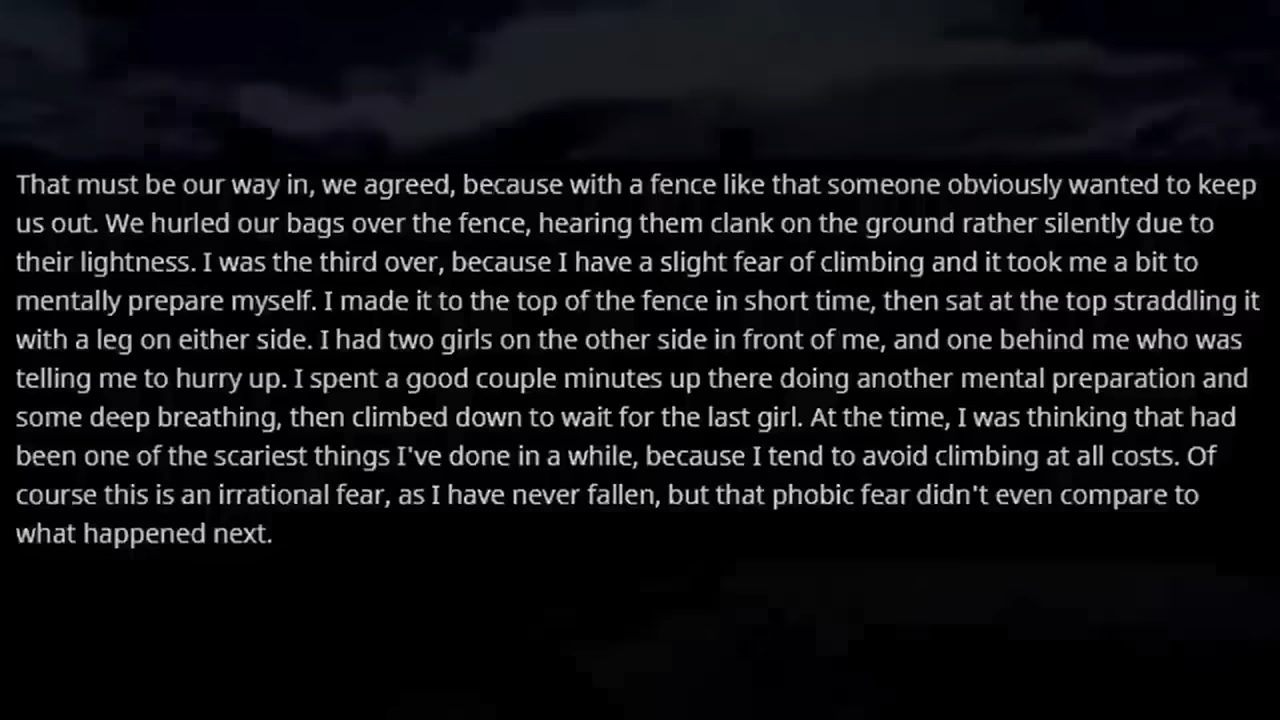 That must be our way in, we agreed, because with a fence like that someone obviously wanted to keep
us out. We hurled our bags over the fence, hearing them clank on the ground rather silently due to
their lightness. I was the third over, because I have a slight fear of climbing and it took me a bit to
mentally prepare myself. I made it to the top of the fence in short time, then sat at the top straddling it
with a leg on either side. I had two girls on the other side in front of me, and one behind me who was
telling me to hurry up. I spent a good couple minutes up there doing another mental preparation and
some deep breathing, then climbed down to wait for the last girl. At the time, I was thinking that had
been one of the scariest things I've done in a while, because I tend to avoid climbing at all costs. Of
course this is an irrational fear, as I have never fallen, but that phobic fear didn't even compare to
what happened next.